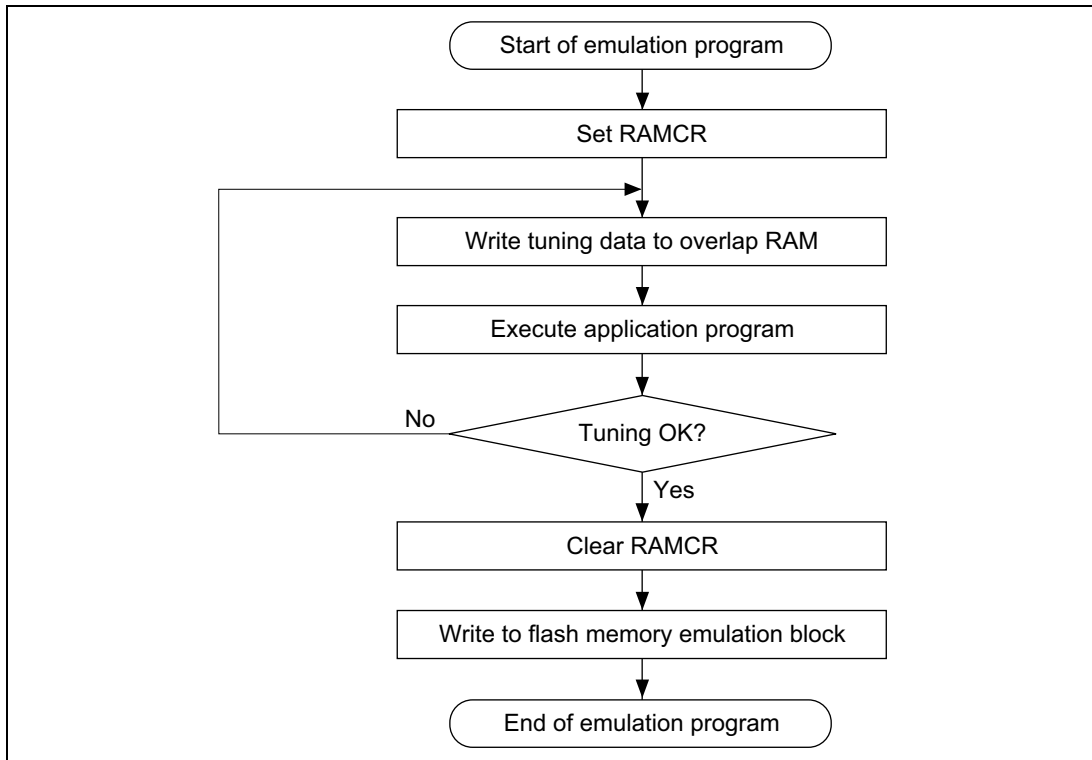 Start of emulation program
Set RAMCR
Write tuning data to overlap RAM
Execute application program
No
Tuning OK?
Yes
Clear RAMCR
Write to flash memory emulation block
End of emulation program